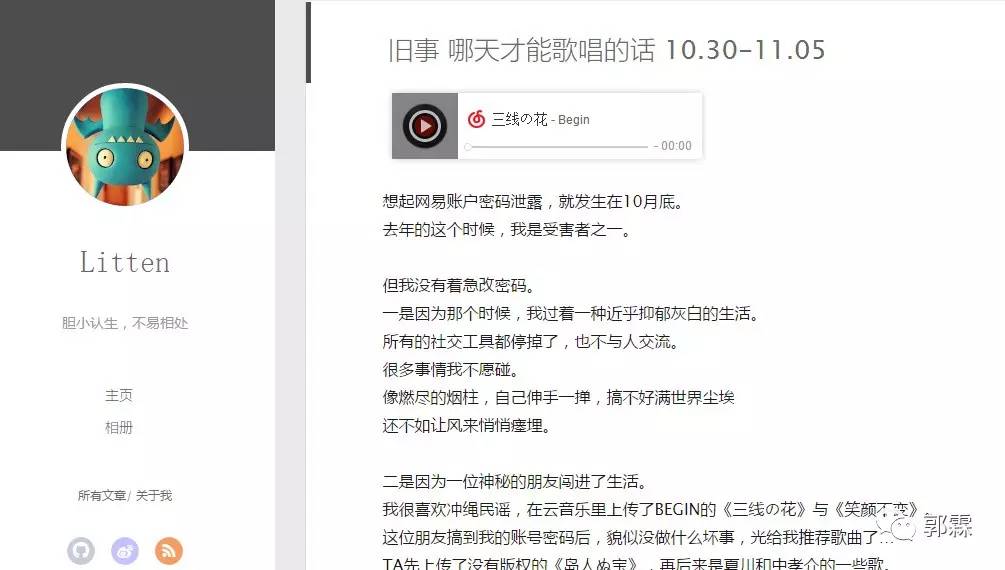 Litten
胆小认生，不易相处
主页
相册
所有文章/ 关于我
旧事 哪天才能歌唱的话 10.30-11.05
三线の花 - Begin
- 00:00
想起网易账户密码泄露，就发生在10月底。
去年的这个时候，我是受害者之一。
但我没有着急改密码。
一是因为那个时候，我过着一种近乎抑郁灰白的生活。
所有的社交工具都停掉了，也不与人交流。
很多事情我不愿碰。
像燃尽的烟柱，自己伸手一掸，搞不好满世界尘埃
还不如让风来悄悄瘗埋。
二是因为一位神秘的朋友闯进了生活。
我很喜欢冲绳民谣，在云音乐里上传了BEGIN的《三线の花》与《笑颜不变》
这位朋友搞到我的账号密码后，貌似没做什么坏事，光给我推荐歌曲了...
TA先上传了没有版权的《岛人ぬ宝》，再后来是夏川和中孝介的一些歌。
郭霖